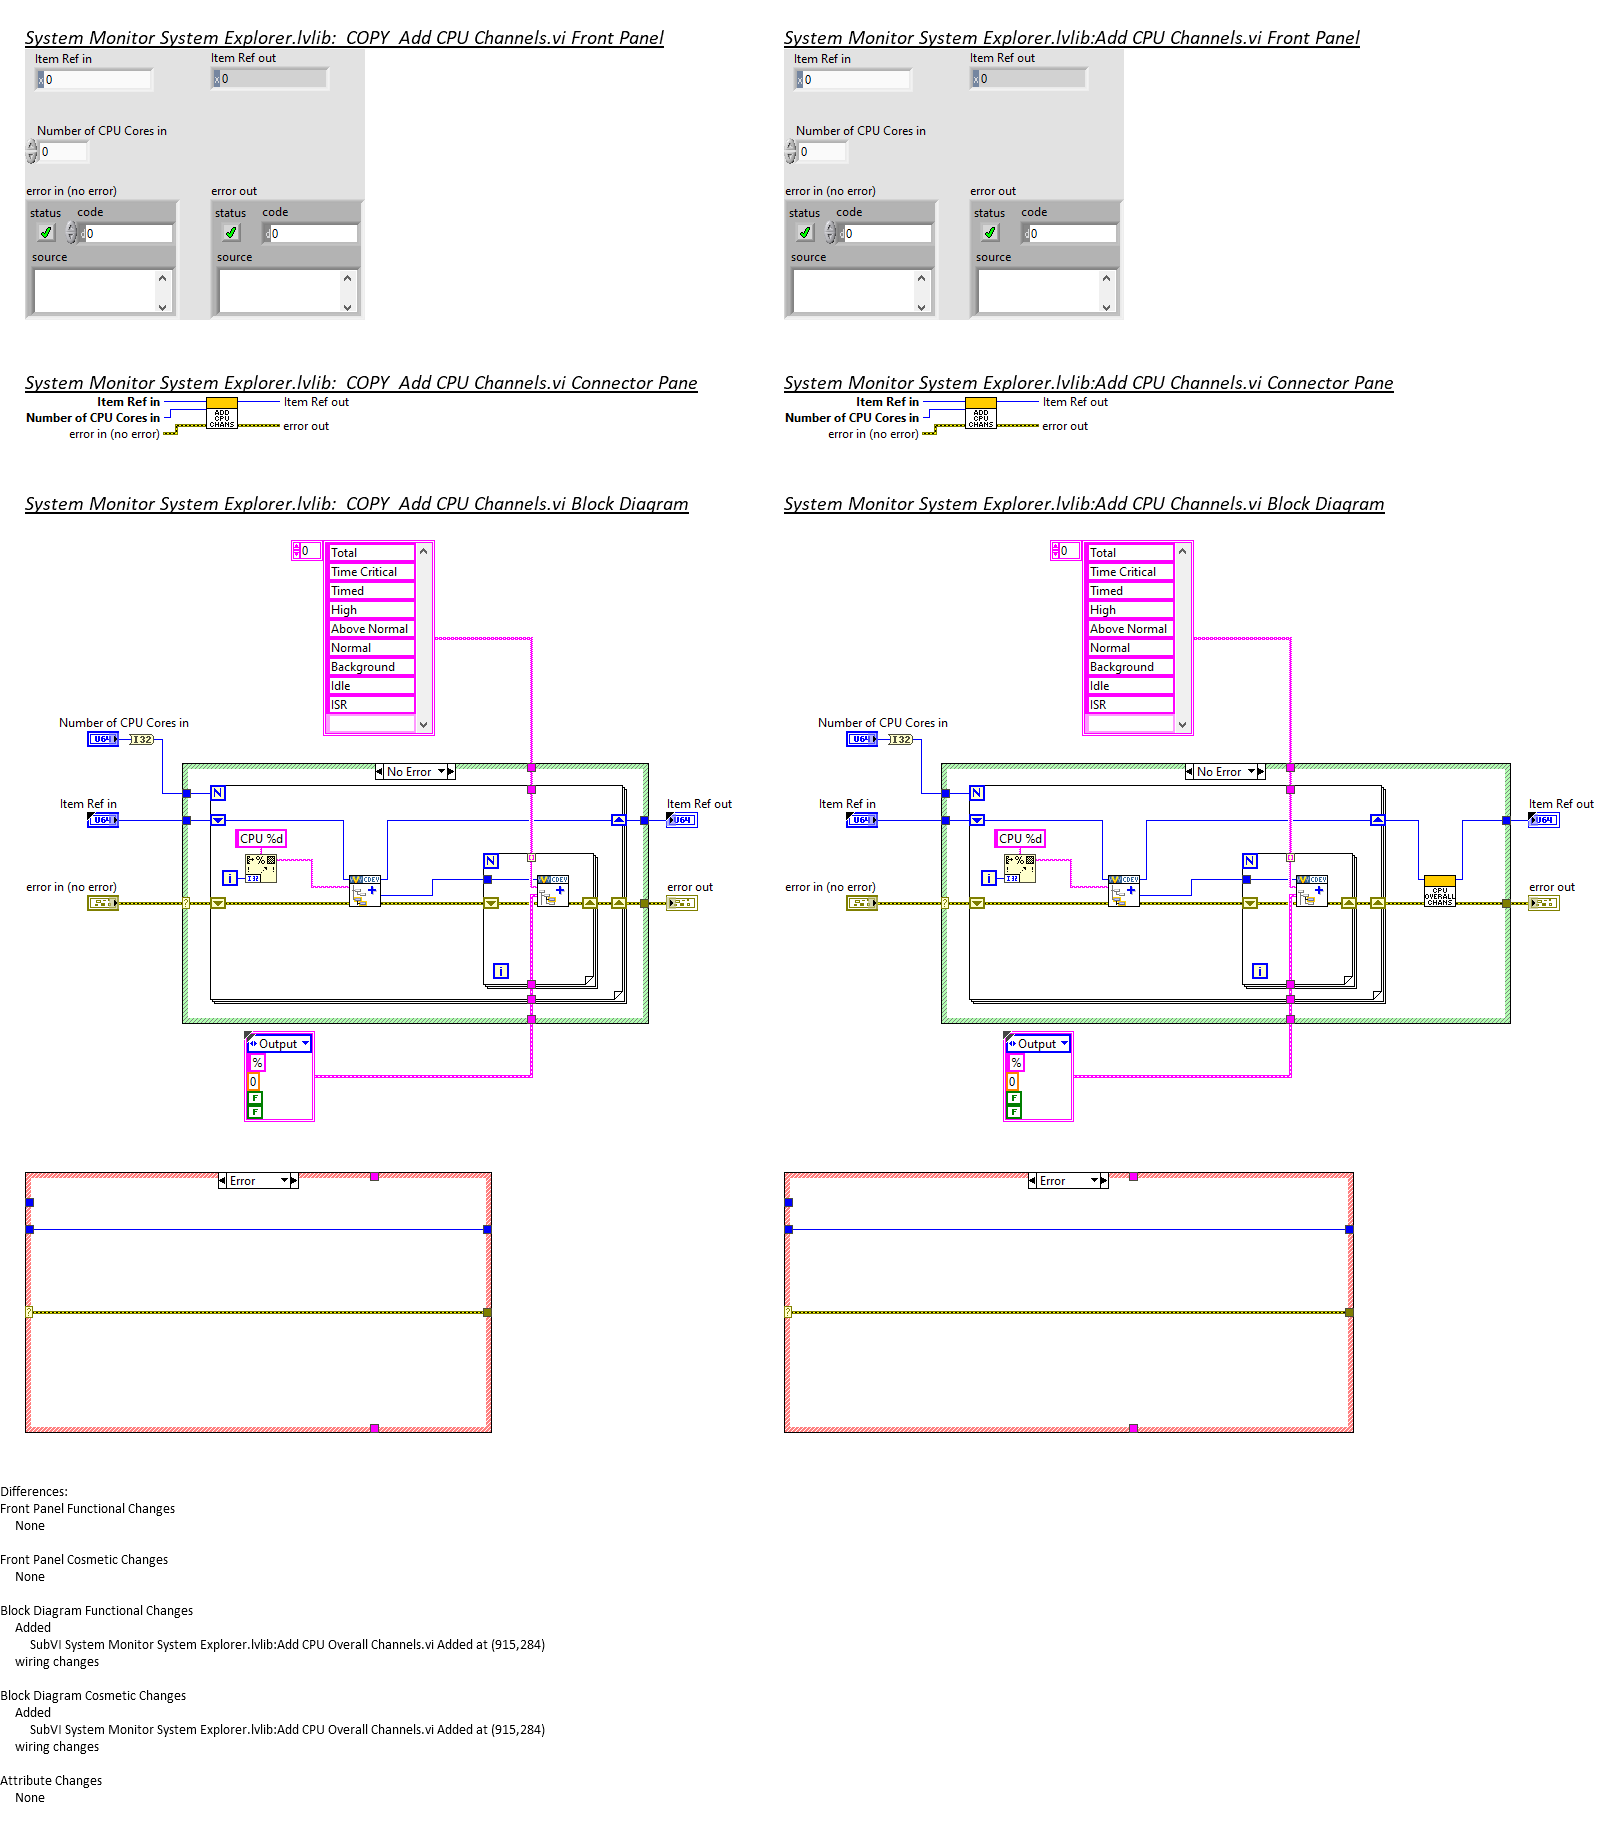 System Monitor System Explorer.lvlib:  COPY  Add CPU Channels.vi Front Panel
Item Ref in
Item Ref out
x 0
x 0
Number of CPU Cores in
0
error in (no error)
error out
status
code
status
code
d 0
d 0
source
source
System Monitor System Explorer.lvlib:Add CPU Channels.vi Front Panel
Item Ref in
Item Ref out
x 0
x 0
Number of CPU Cores in
0
error in (no error)
error out
status
code
status
code
d 0
d 0
source
source
System Monitor System Explorer.lvlib:  COPY  Add CPU Channels.vi Connector Pane
Item Ref in
Item Ref out
Number of CPU Cores in
ADD
CPU
CHANS
error in (no error)
error out
System Monitor System Explorer.lvlib:Add CPU Channels.vi Connector Pane
Item Ref in
Item Ref out
Number of CPU Cores in
ADD
CPU
CHANS
error in (no error)
error out
System Monitor System Explorer.lvlib:  COPY  Add CPU Channels.vi Block Diagram
0
Total
Time Critical
Timed
High
Above Normal
Normal
Background
Idle
ISR
Number of CPU Cores in
U64
I32
No Error
N
Item Ref in
U64
Item Ref out
U64
CPU %d
N
i
CDEV
CDEV
error in (no error)
error out
?
i
Output
%
0
F
F
Error
?
System Monitor System Explorer.lvlib:Add CPU Channels.vi Block Diagram
0
Total
Time Critical
Timed
High
Above Normal
Normal
Background
Idle
ISR
Number of CPU Cores in
U64
I32
No Error
N
Item Ref in
U64
Item Ref out
U64
CPU %d
N
i
CDEV
CDEV
CPU
OVERALL
CHANS
error in (no error)
error out
?
i
Output
%
0
F
F
Error
?
Differences:
Front Panel Functional Changes
None
Front Panel Cosmetic Changes
None
Block Diagram Functional Changes
Added
SubVI System Monitor System Explorer.lvlib:Add CPU Overall Channels.vi Added at (915,284)
wiring changes
Block Diagram Cosmetic Changes
Added
SubVI System Monitor System Explorer.lvlib:Add CPU Overall Channels.vi Added at (915,284)
wiring changes
Attribute Changes
None